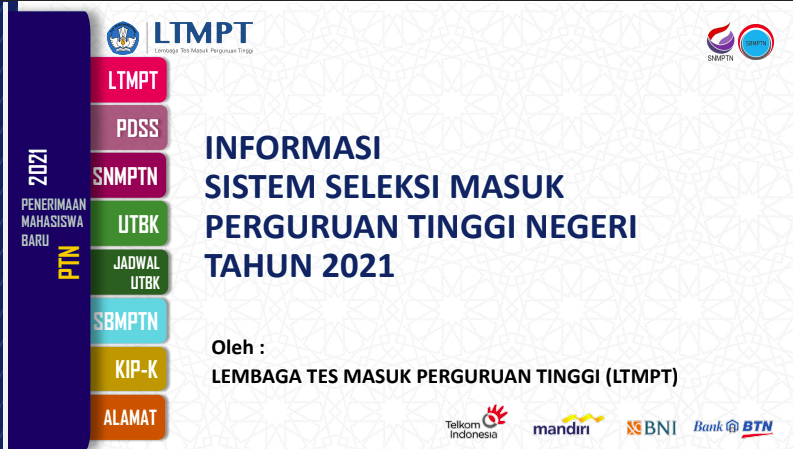 LTMPT
Lembaga Tes Masuk Perguruan Tinggi
SNMPTN
SBMPTN
2021
PENERIMAAN
MAHASISWA
BARU
PTN
LTMPT
PDSS
SNMPTN
UTBK
JADWAL
UTBK
SBMPTN
KIP-K
ALAMAT
INFORMASI
SISTEM SELEKSI MASUK
PERGURUAN TINGGI NEGERI
TAHUN 2021
Oleh :
LEMBAGA TES MASUK PERGURUAN TINGGI (LTMPT)
Telkom
Indonesia
mandiri
BNI
Bank BTN